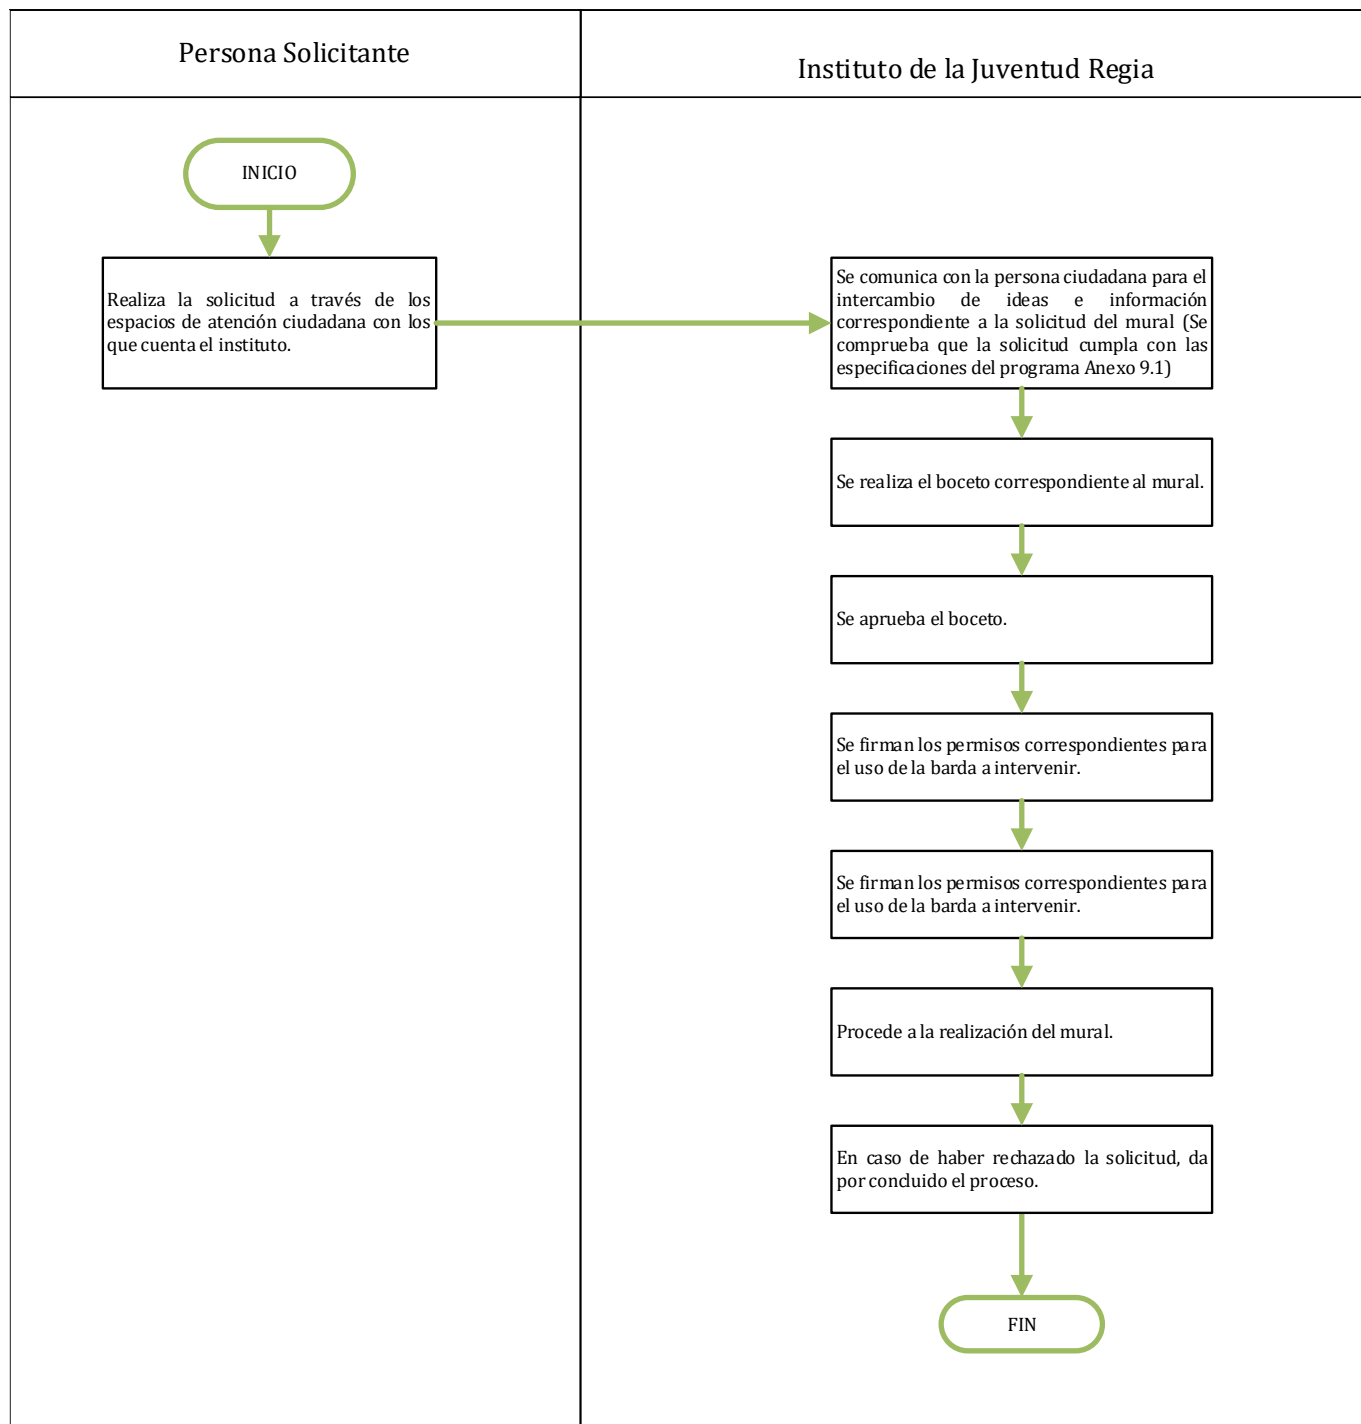 Persona Solicitante
Instituto de la Juventud Regia
INICIO
Realiza la solicitud a través de los
espacios de atención ciudadana con los
que cuenta el instituto.
Se comunica con la persona ciudadana para el
intercambio de ideas e información
correspondiente a la solicitud del mural (Se
comprueba que la solicitud cumpla con las
especificaciones del programa Anexo 9.1)
Se realiza el boceto correspondiente al mural.
Se aprueba el boceto.
Se firman los permisos correspondientes para
el uso de la barda a intervenir.
Se firman los permisos correspondientes para
el uso de la barda a intervenir.
Procede a la realización del mural.
En caso de haber rechazado la solicitud, da
por concluido el proceso.
FIN